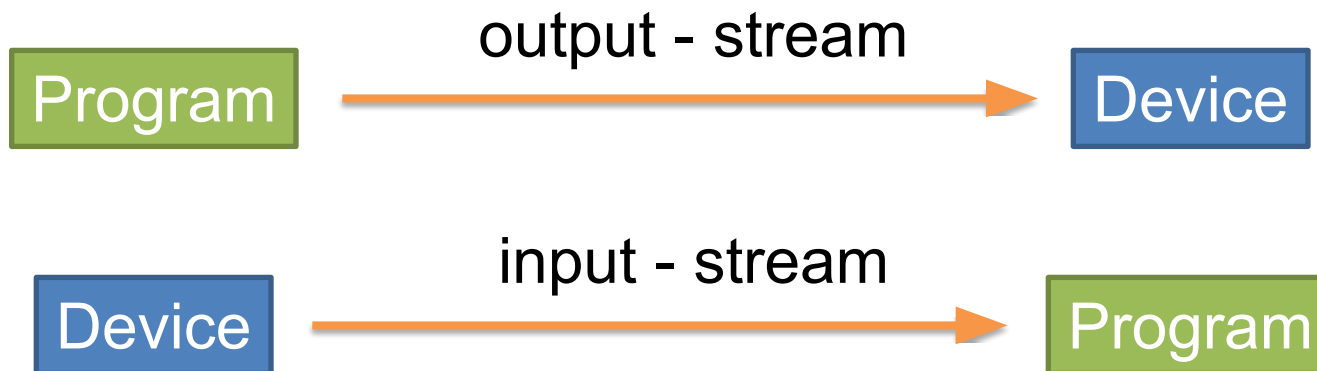 output - stream
Program
Device
input - stream
Device
Program